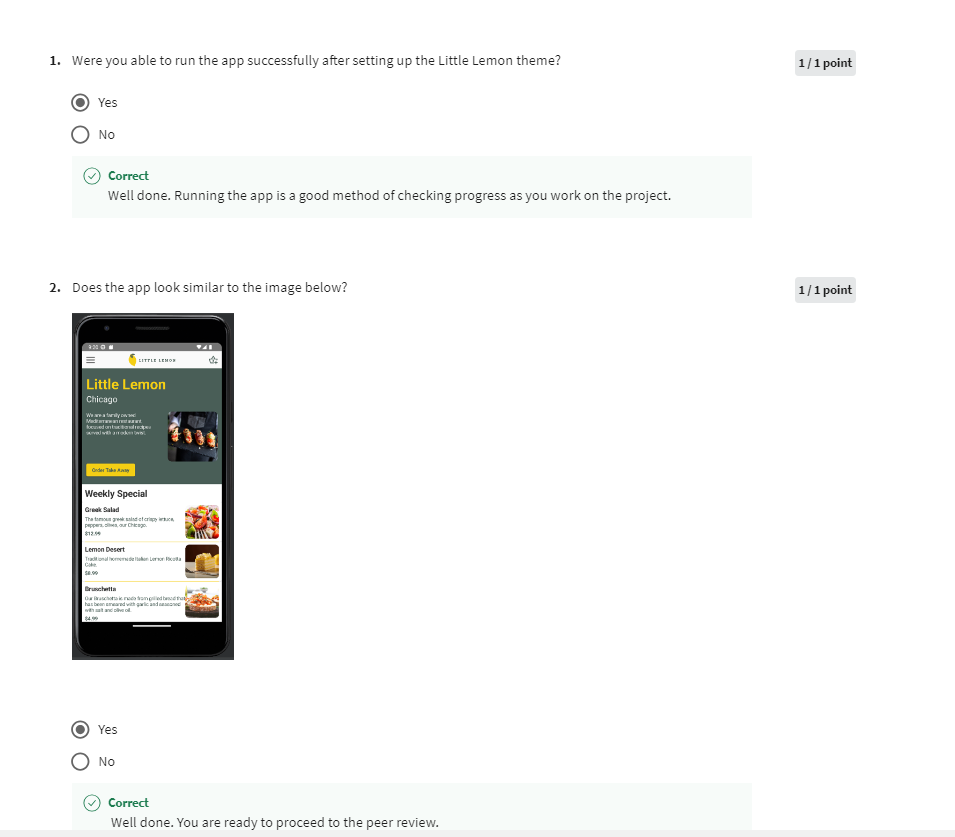 1. Were you able to run the app successfully after setting up the Little Lemon theme?
1 / 1 point
Yes
No
Correct
Well done. Running the app is a good method of checking progress as you work on the project.
2. Does the app look similar to the image below?
1 / 1 point
LITTLE LEMON
Little Lemon
Chicago
We are a family owned
Mediterranean restaurant,
focused on traditional recipes
served with a modern twist.
Order Take Away
Weekly Special
Greek Salad
The famous greek salad of crispy lettuce,
peppers, olives, our Chicago.
$12.99
Lemon Desert
Traditional homemade Italian Lemon Ricotta
Cake.
$8.99
Bruschetta
Our Bruschetta is made from grilled bread that
has been smeared with garlic and seasoned
with salt and olive oil.
$4.99
Yes
No
Correct
Well done. You are ready to proceed to the peer review.